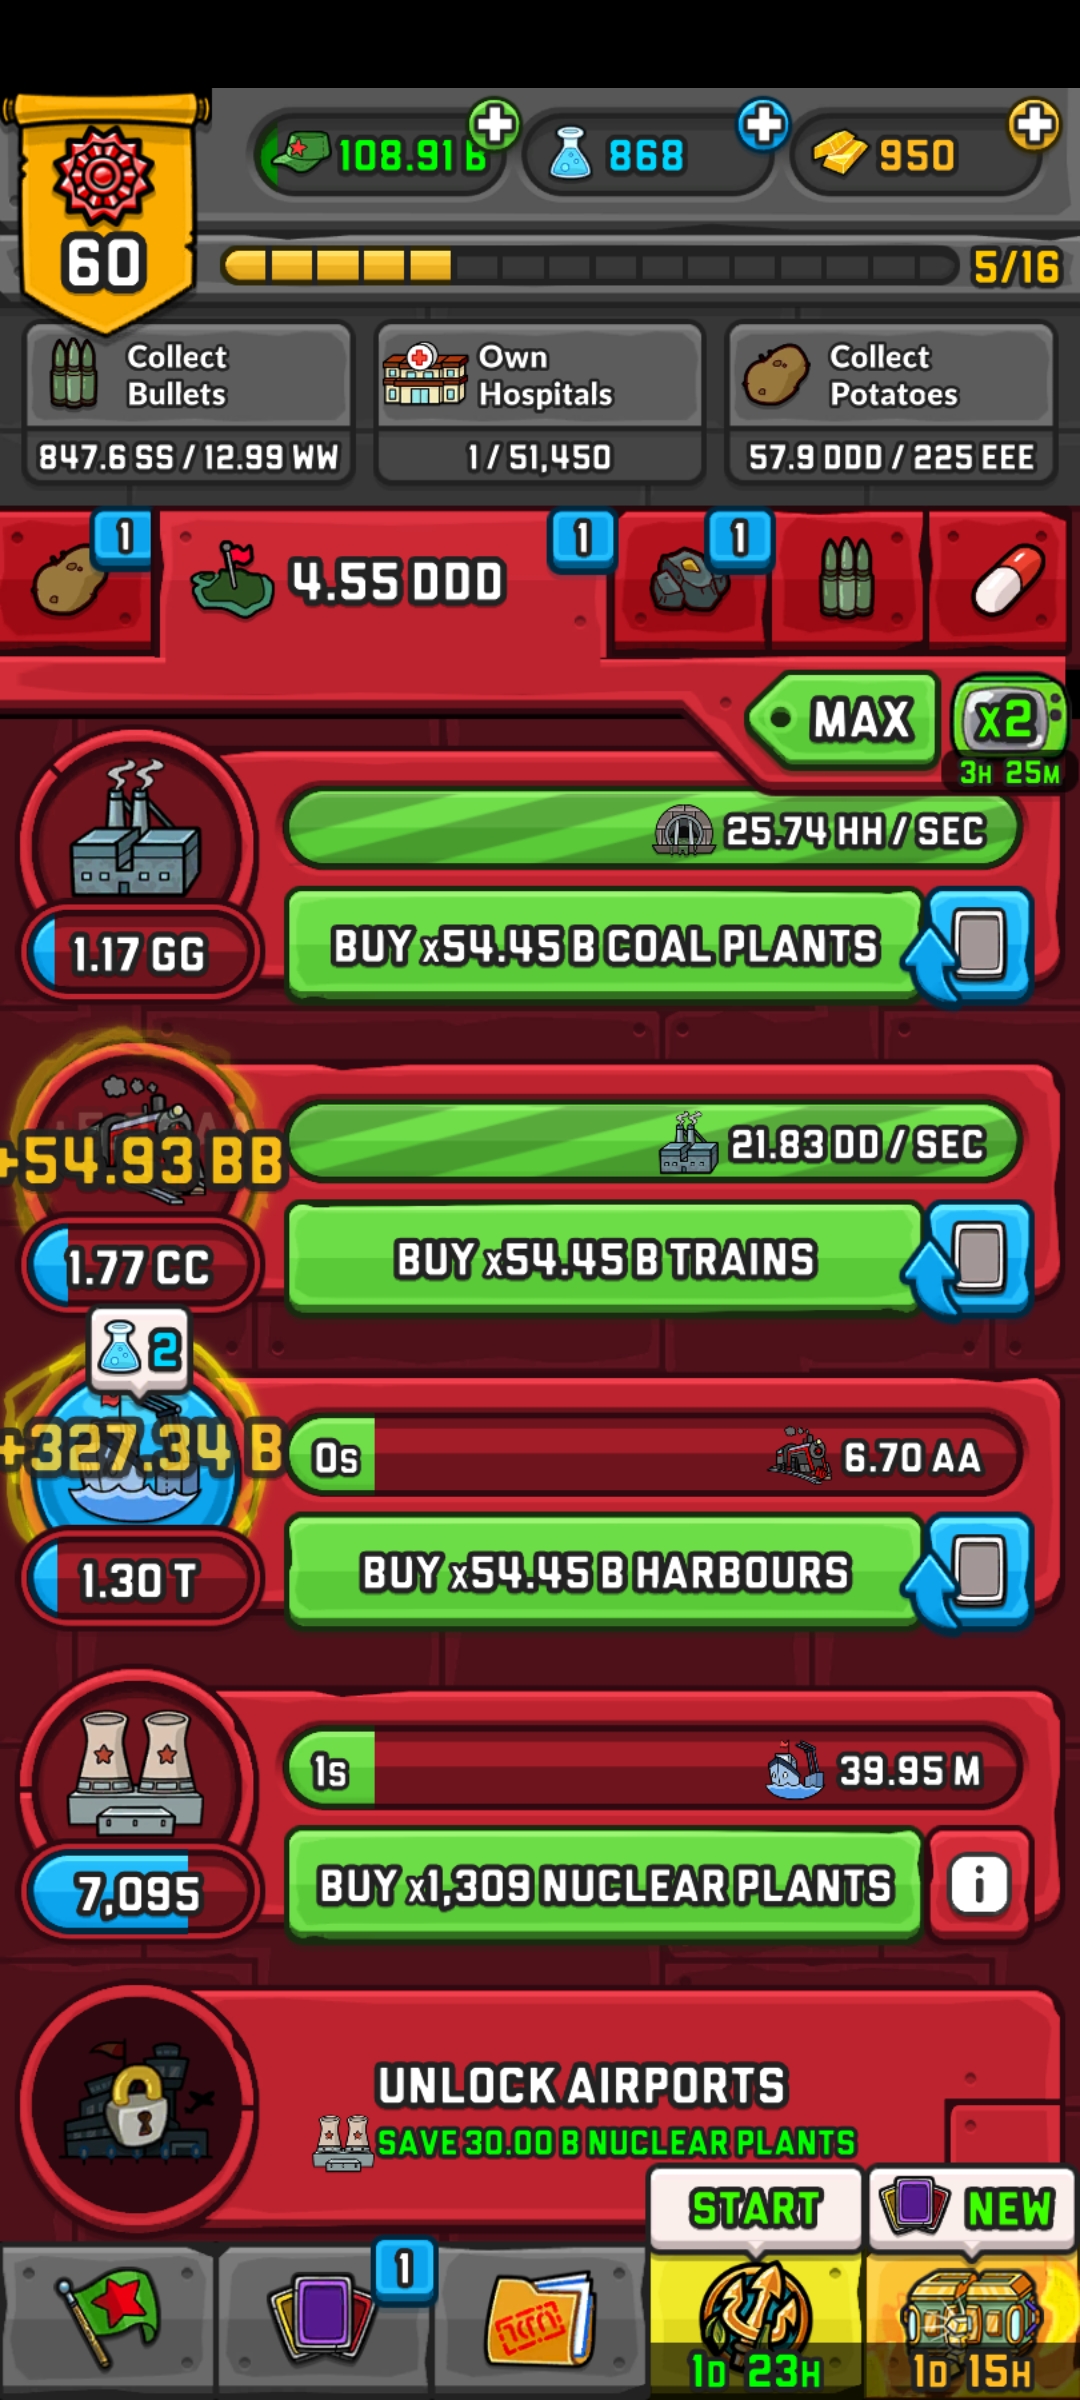 60
108.91 B
868
950
5/16
Collect
Bullets
847.6 SS / 12.99 WW
Own
Hospitals
1 / 51,450
Collect
Potatoes
57.9 DDD / 225 EEE
1
4.55 DDD
1
1
MAX
x2
3H 25M
25.74 HH / SEC
1.17 GG
BUY x54.45 B COAL PLANTS
+54.93 BB
21.83 DD / SEC
1.77 CC
BUY x54.45 B TRAINS
2
+327.34 B
0s
6.70 AA
1.30 T
BUY x54.45 B HARBOURS
1s
39.95 M
7,095
BUY x1,309 NUCLEAR PLANTS
i
UNLOCK AIRPORTS
SAVE 30.00 B NUCLEAR PLANTS
START
NEW
1
1D 23H
1D 15H